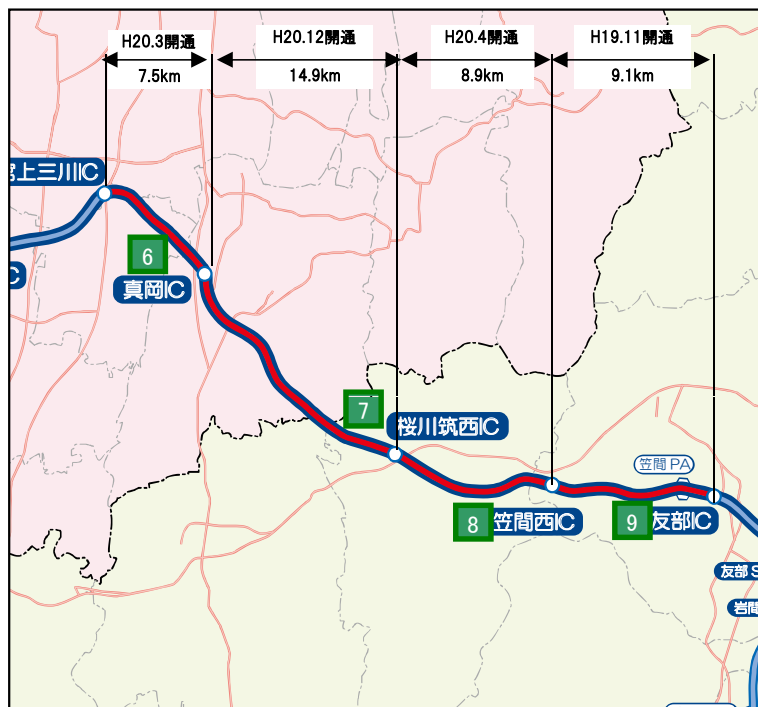 H20.3開通
H20.12開通
H20.4開通
H19.11開通
7.5km
14.9km
8.9km
9.1km
上三川IC
6
真岡IC
C
7
桜川筑西IC
笠間 PA
8
笠間西IC
9
友部IC
友部 S
岩間